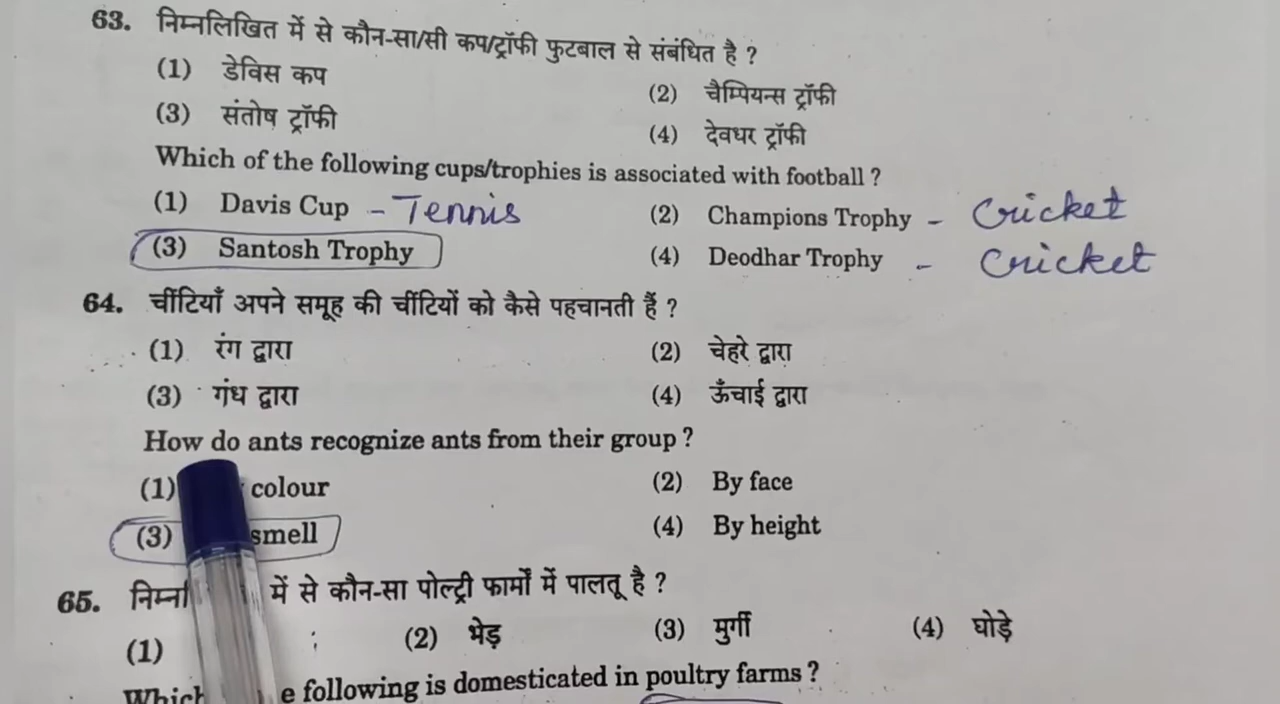 63. निम्नलिखित में से कौन-सा/सी कप/ट्रॉफी फुटबाल से संबंधित है ?
(1) डेविस कप (2) चैम्पियन्स ट्रॉफी
(3) संतोष ट्रॉफी (4) देवधर ट्रॉफी
Which of the following cups/trophies is associated with football ?
(1) Davis Cup - Tennis (2) Champions Trophy - Cricket
(3) Santosh Trophy (4) Deodhar Trophy - Cricket
64. चींटियाँ अपने समूह की चींटियों को कैसे पहचानती हैं ?
(1) रंग द्वारा (2) चेहरे द्वारा
(3) गंध द्वारा (4) ऊँचाई द्वारा
How do ants recognize ants from their group ?
(1) colour (2) By face
(3) smell (4) By height
65. में से कौन-सा पोल्ट्री फार्मों में पालतू है ?
(1) (2) भेड़ (3) मुर्गी (4) घोड़े
Which following is domesticated in poultry farms ?